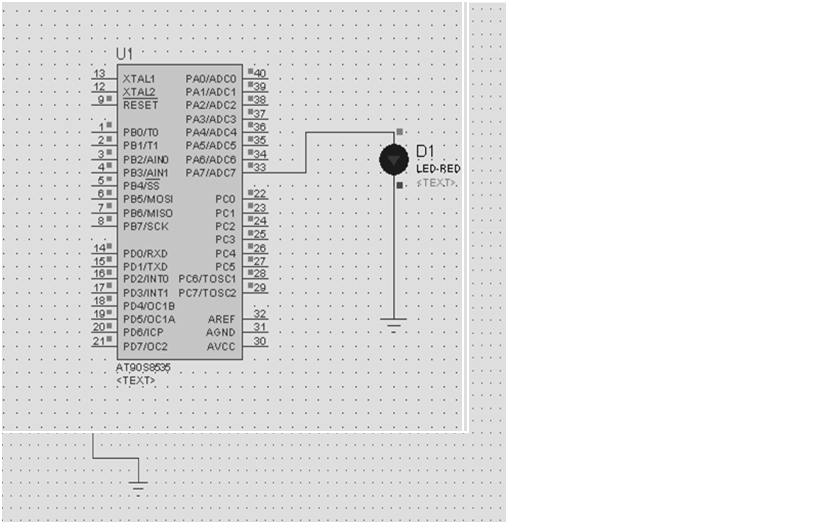 U1
13 XTAL1 PA0/ADC0 40
12 XTAL2 PA1/ADC1 39
9 RESET PA2/ADC2 38
PA3/ADC3 37
1 PB0/T0 PA4/ADC4 36
2 PB1/T1 PA5/ADC5 35
3 PB2/AIN0 PA6/ADC6 34
4 PB3/AIN1 PA7/ADC7 33
5 PB4/SS
6 PB5/MOSI PC0 22
7 PB6/MISO PC1 23
8 PB7/SCK PC2 24
PC3 25
14 PD0/RXD PC4 26
15 PD1/TXD PC5 27
16 PD2/INT0 PC6/TOSC1 28
17 PD3/INT1 PC7/TOSC2 29
18 PD4/OC1B
19 PD5/OC1A AREF 32
20 PD6/ICP AGND 31
21 PD7/OC2 AVCC 30
AT90S8535
<TEXT>
D1
LED-RED
<TEXT>